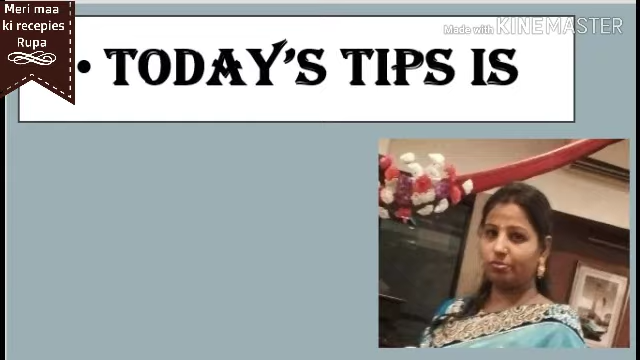 Meri maa
ki recepies
Rupa
Made with KINEMASTER
• TODAY'S TIPS IS